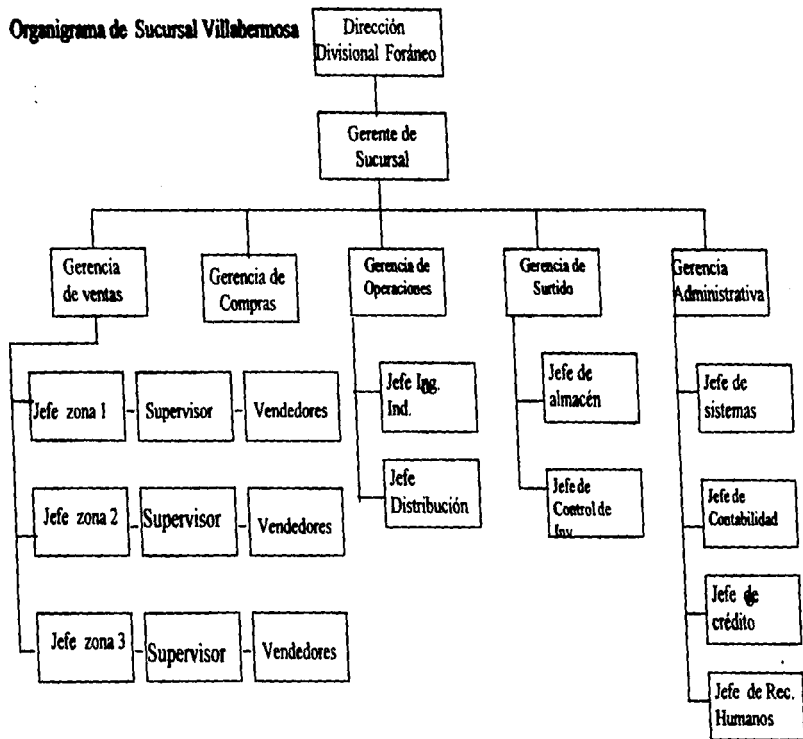 Organigrama de Sucursal Villabermosa
Dirección
Divisional Foráneo
Gerente de
Sucursal
Gerencia
de ventas
Gerencia de
Compras
Gerencia de
Operaciones
Gerencia de
Surtido
Gerencía
Administrativa
Jefe zona 1
Supervisor
Vendedores
Jefe zona 2
Supervisor
Vendedores
Jefe zona 3
Supervisor
Vendedores
Jefe Ing.
Ind.
Jefe
Distribución
Jefe de
almacén
Jefe de
Control de
Inv
Jefe de
sistemas
Jefe de
Contabilidad
Jefe de
crédito
Jefe de Rec.
Humanos